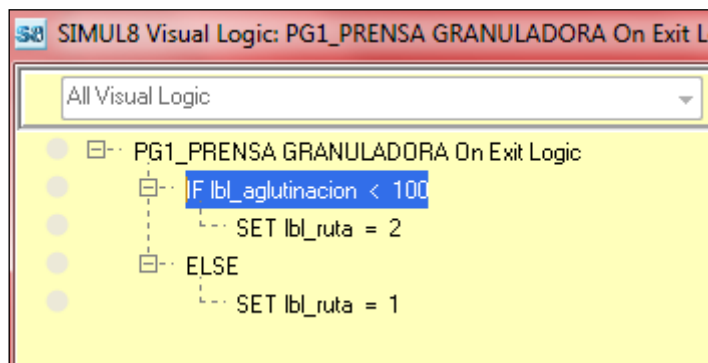 S8 SIMUL8 Visual Logic: PG1_PRENSA GRANULADORA On Exit L
All Visual Logic
PG1_PRENSA GRANULADORA On Exit Logic
IF lbl_aglutinacion < 100
SET lbl_ruta = 2
ELSE
SET lbl_ruta = 1